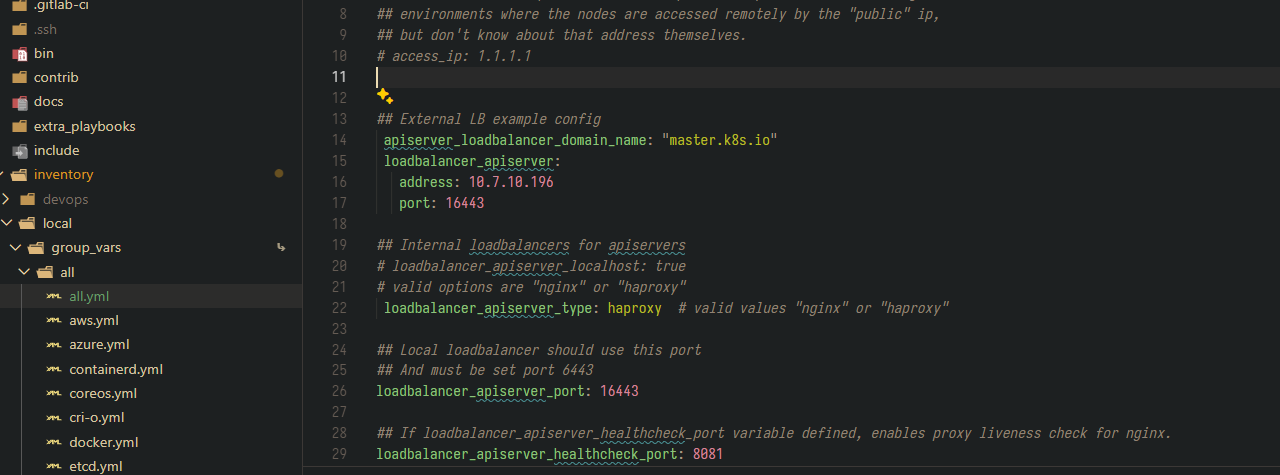 .gitlab-ci
.ssh
bin
contrib
docs
extra_playbooks
include
inventory
devops
local
group_vars
all
all.yml
aws.yml
azure.yml
containerd.yml
coreos.yml
cri-o.yml
docker.yml
etcd.yml
8 ## environments where the nodes are accessed remotely by the "public" ip,
9 ## but don't know about that address themselves.
10 # access_ip: 1.1.1.1
11
12
13 ## External LB example config
14 apiserver_loadbalancer_domain_name: "master.k8s.io"
15 loadbalancer_apiserver:
16 address: 10.7.10.196
17 port: 16443
18
19 ## Internal loadbalancers for apiservers
20 # loadbalancer_apiserver_localhost: true
21 # valid options are "nginx" or "haproxy"
22 loadbalancer_apiserver_type: haproxy # valid values "nginx" or "haproxy"
23
24 ## Local loadbalancer should use this port
25 ## And must be set port 6443
26 loadbalancer_apiserver_port: 16443
27
28 ## If loadbalancer_apiserver_healthcheck_port variable defined, enables proxy liveness check for nginx.
29 loadbalancer_apiserver_healthcheck_port: 8081